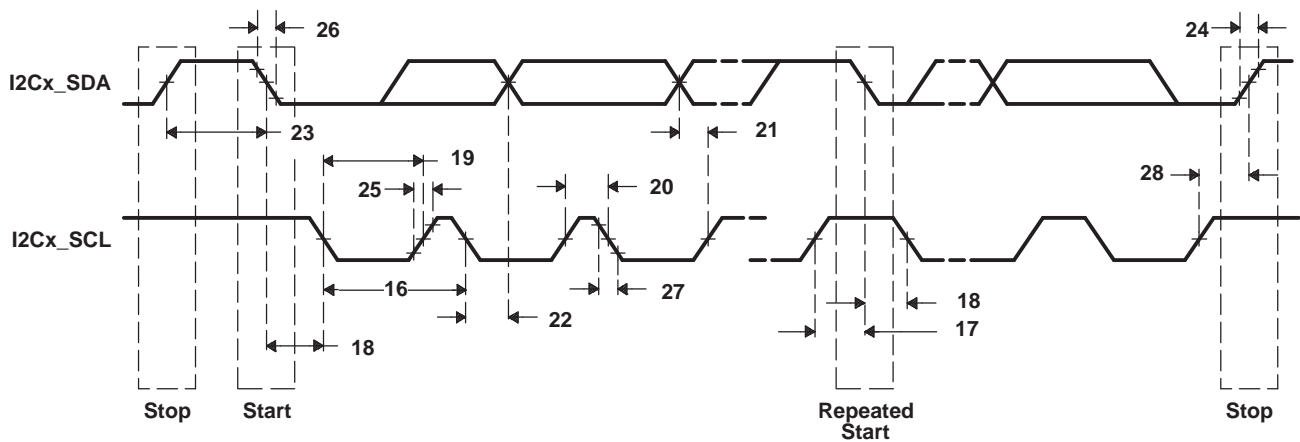 26
24
I2Cx_SDA
23
21
19
25
20
28
I2Cx_SCL
16
27
18
22
17
18
Stop
Start
Repeated
Start
Stop